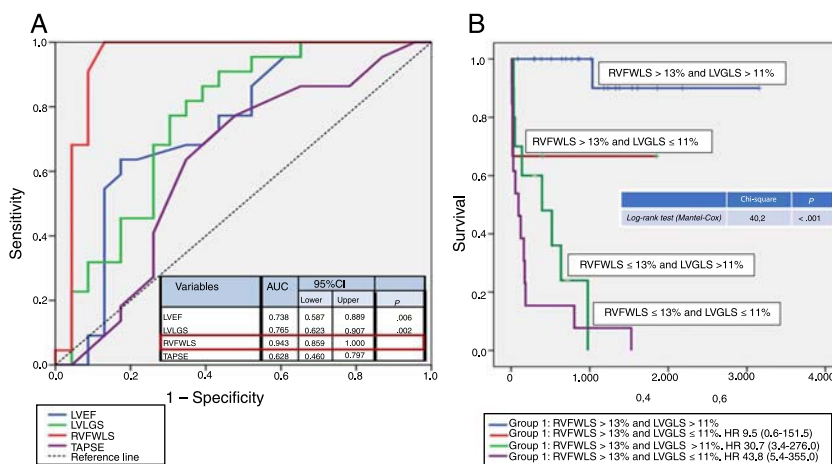 A
1.0
0.8
0.6
0.4
0.2
0.0
Sensitivity
0.0 0.2 0.4 0.6 0.8 1.0
1 – Specificity
Variables AUC 95%CI
Lower Upper P
LVEF 0.738 0.587 0.889 .006
LVLGS 0.765 0.623 0.907 .002
RVFWLS 0.943 0.859 1.000
TAPSE 0.628 0.460 0.797
LVEF
LVLGS
RVFWLS
TAPSE
Reference line
B
1.0
0.8
0.6
0.4
0.2
0.0
Survival
RVFWLS > 13% and LVGLS > 11%
RVFWLS > 13% and LVGLS ≤ 11%
Chi-square P
Log-rank test (Mantel-Cox) 40,2 < .001
RVFWLS ≤ 13% and LVGLS >11%
RVFWLS ≤ 13% and LVGLS ≤ 11%
0 1.000 2.000 3.000 4.000
0,4 0,6
Group 1: RVFWLS > 13% and LVGLS > 11%
Group 1: RVFWLS > 13% and LVGLS ≤ 11%. HR 9.5 (0.6-151.5)
Group 1: RVFWLS > 13% and LVGLS > 11%. HR 30.7 (3.4-276.0)
Group 1: RVFWLS > 13% and LVGLS ≤ 11%. HR 43.8 (5.4-355.0)